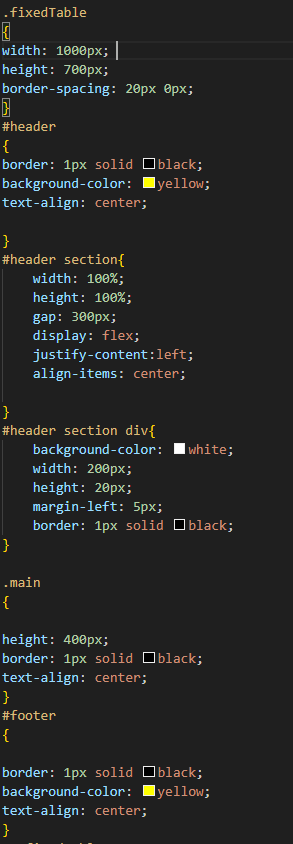 .fixedTable
{
width: 1000px;
height: 700px;
border-spacing: 20px 0px;
}
#header
{
border: 1px solid black;
background-color: yellow;
text-align: center;

}
#header section{
    width: 100%;
    height: 100%;
    gap: 300px;
    display: flex;
    justify-content:left;
    align-items: center;

}
#header section div{
    background-color: white;
    width: 200px;
    height: 20px;
    margin-left: 5px;
    border: 1px solid black;
}

.main
{

height: 400px;
border: 1px solid black;
text-align: center;
}
#footer
{

border: 1px solid black;
background-color: yellow;
text-align: center;
}